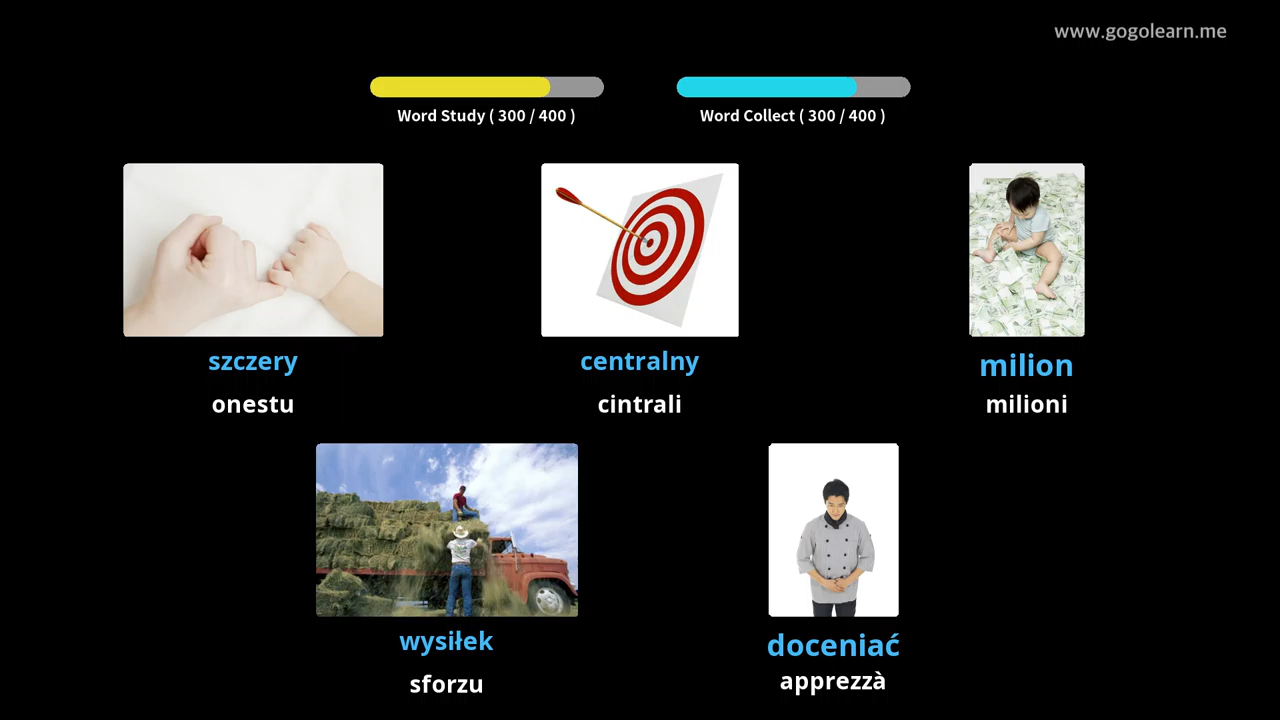 www.gogolearn.me
Word Study ( 300 / 400 )
Word Collect ( 300 / 400 )
szczery
onestu
centralny
cintrali
milion
milioni
wysiłek
sforzu
doceniać
apprezzà